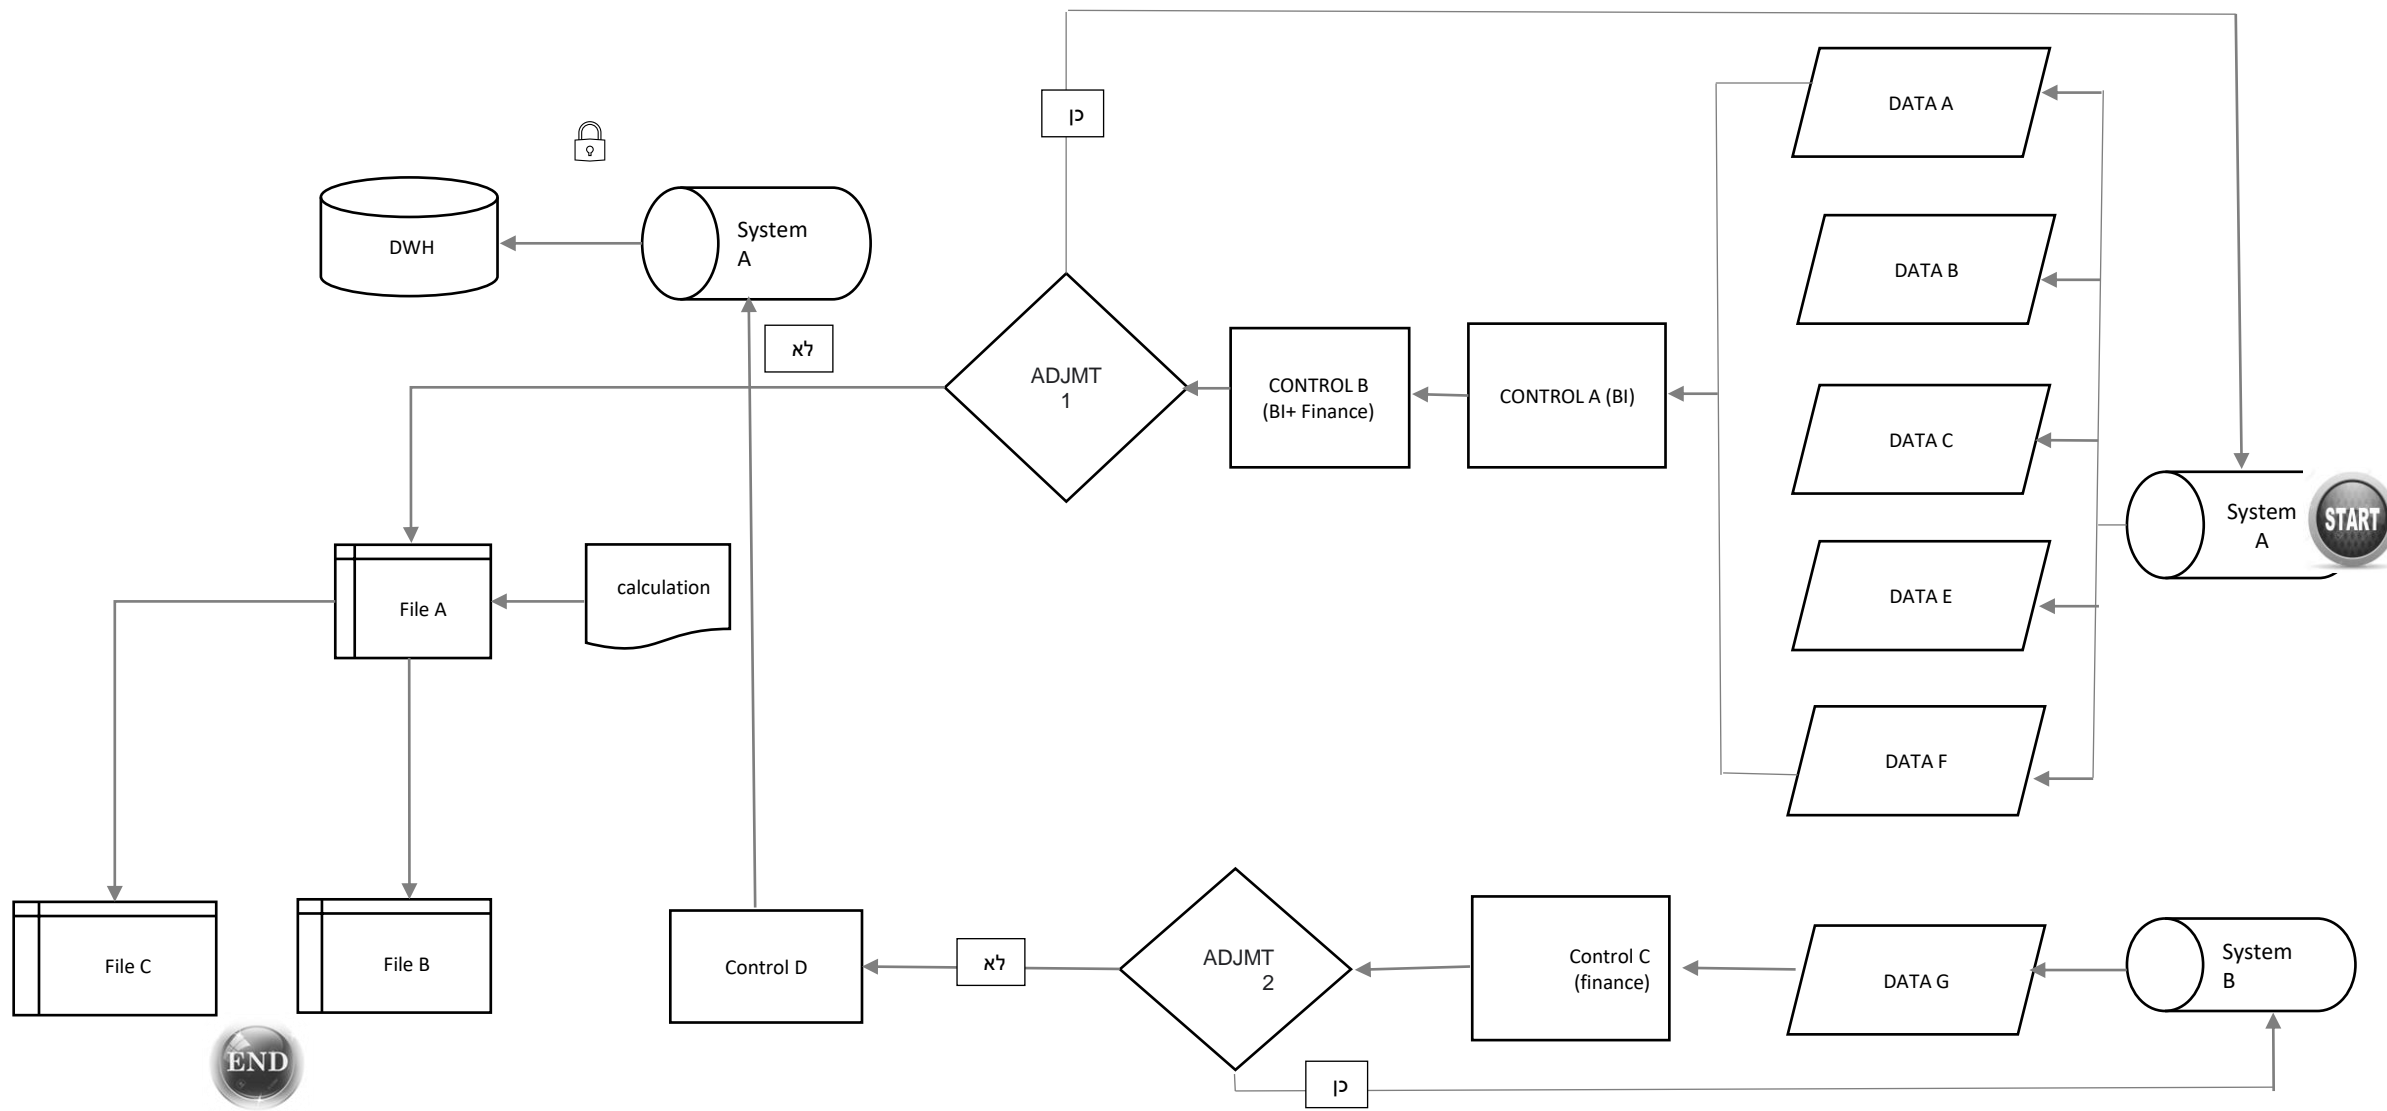 כן
DATA A
System
A
DWH
DATA B
לא
ADJMT
1
CONTROL B
(BI+ Finance)
CONTROL A (BI)
DATA C
System
A
START
calculation
File A
DATA E
DATA F
File C
File B
Control D
לא
ADJMT
2
Control C
(finance)
DATA G
System
B
END
כן